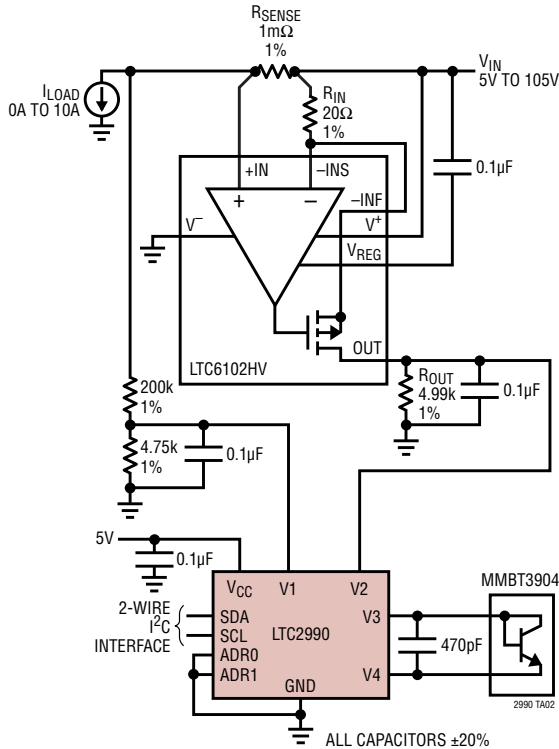 RSENSE
1mΩ
1%
VIN
5V TO 105V
ILOAD
0A TO 10A
RIN
20Ω
1%
+IN
–INS
0.1µF
–INF
+
–
V–
V+
VREG
OUT
LTC6102HV
200k
1%
ROUT
4.99k
1%
0.1µF
4.75k
1%
0.1µF
5V
0.1µF
VCC
V1
V2
MMBT3904
2-WIRE
I2C
INTERFACE
SDA
SCL
ADR0
ADR1
LTC2990
V3
V4
470pF
GND
2990 TA02
ALL CAPACITORS ±20%